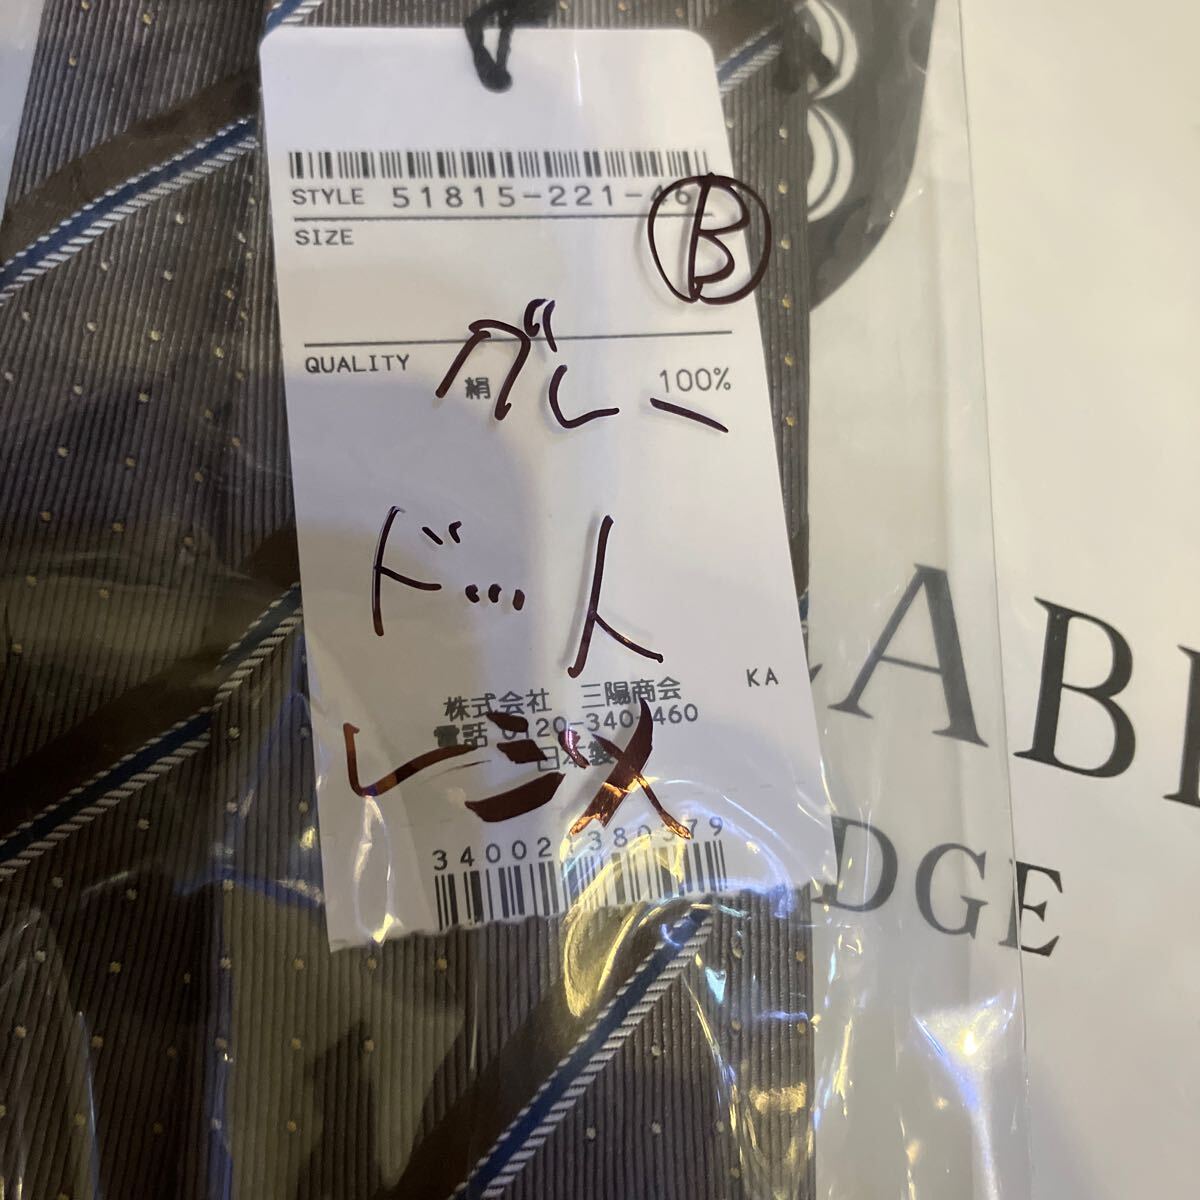 STYLE 51815-221-46
Ⓑ
SIZE
グレー
QUALITY 絹 100%
ド…ト
KA
株式会社 三陽商会
電話 0120-340-460
日本製
レジメ
ABL
DGE